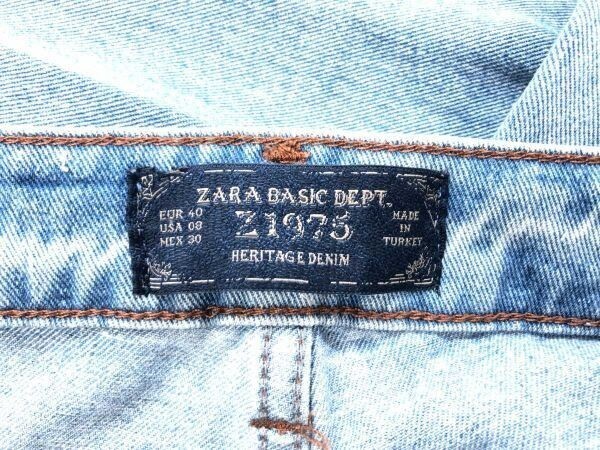 ZARA BASIC DEPT.
EUR 40
USA 08
MEX 30
Z1975
MADE
IN
TURKEY
HERITAGE DENIM